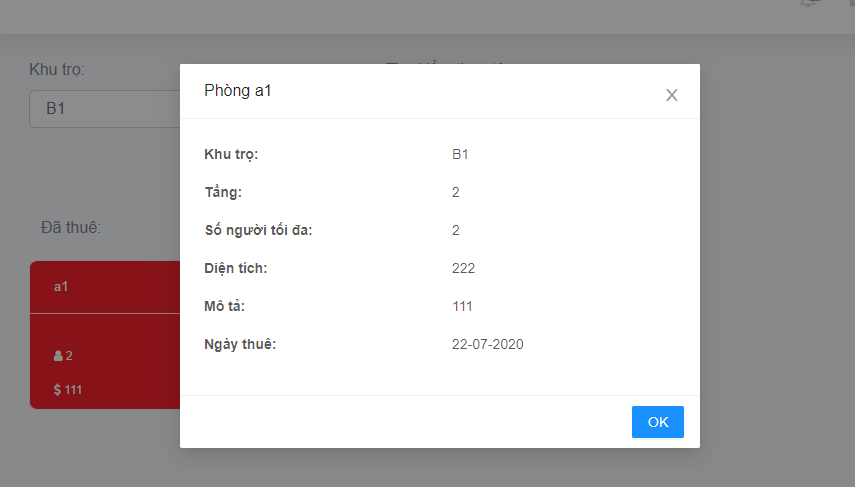 Khu trọ:
B1
Đã thuê:
a1
2
$ 111
Phòng a1
X
Khu trọ: B1
Tầng: 2
Số người tối đa: 2
Diện tích: 222
Mô tả: 111
Ngày thuê: 22-07-2020
OK